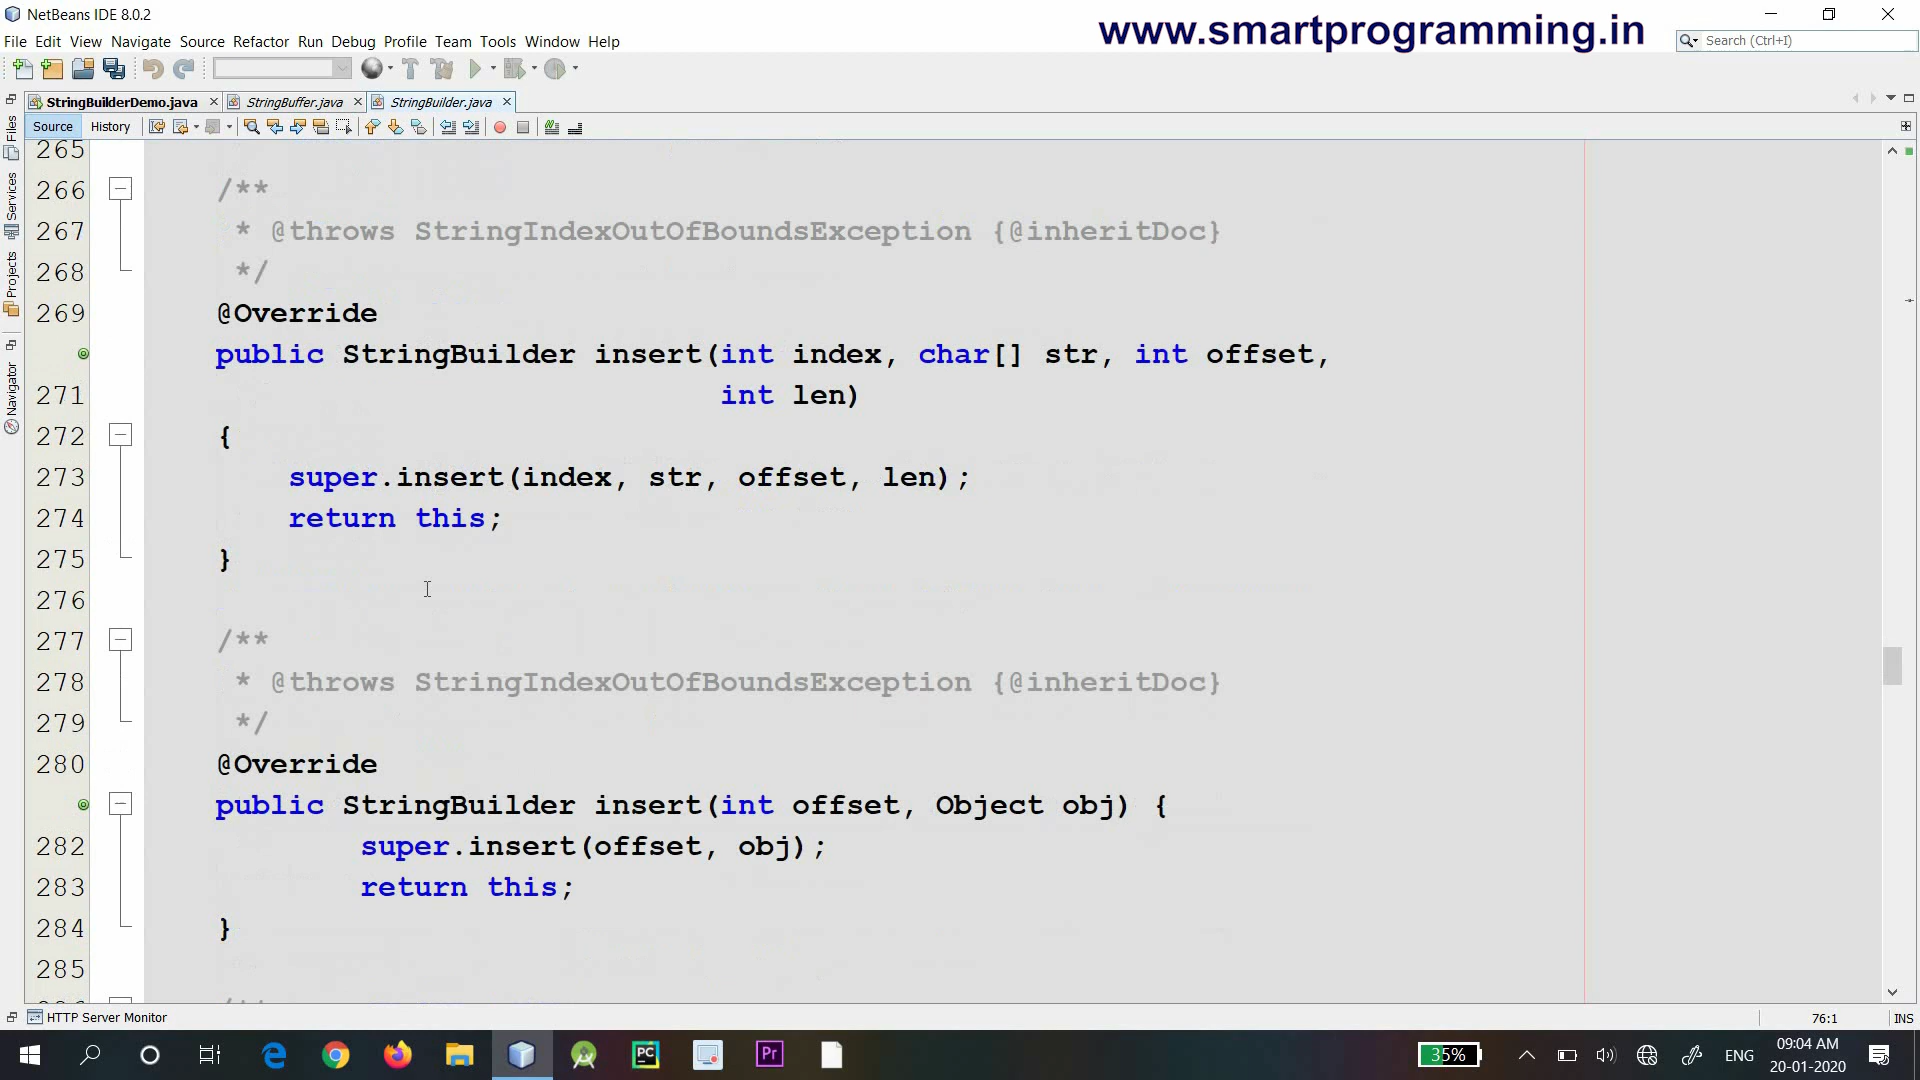 NetBeans IDE 8.0.2
www.smartprogramming.in
File Edit View Navigate Source Refactor Run Debug Profile Team Tools Window Help
Search (Ctrl+I)
StringBuilderDemo.java StringBuffer.java StringBuilder.java
Source History
Files
Services
Projects
Navigator
265
266 /**
267 * @throws StringIndexOutOfBoundsException {@inheritDoc}
268 */
269 @Override
public StringBuilder insert(int index, char[] str, int offset,
271 int len)
272 {
273 super.insert(index, str, offset, len);
274 return this;
275 }
276
277 /**
278 * @throws StringIndexOutOfBoundsException {@inheritDoc}
279 */
280 @Override
public StringBuilder insert(int offset, Object obj) {
282 super.insert(offset, obj);
283 return this;
284 }
285
HTTP Server Monitor
76:1 INS
PC
Pr
35%
ENG
09:04 AM
20-01-2020